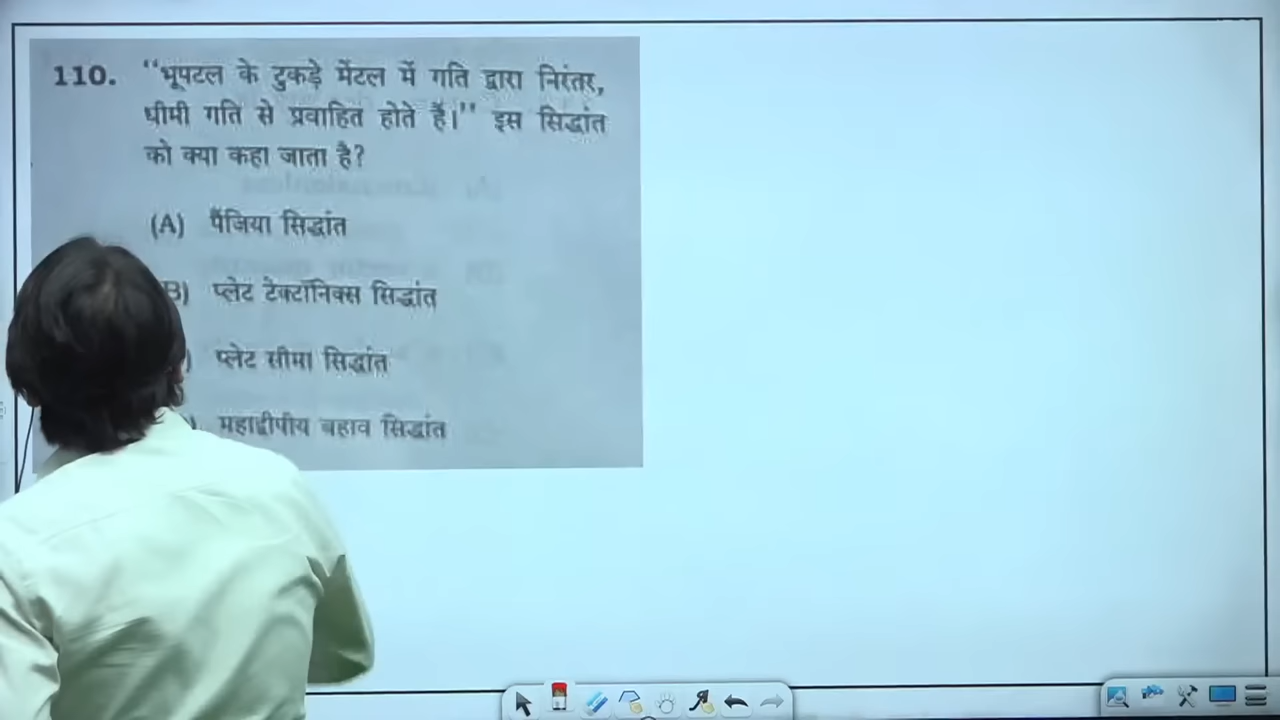 110. “भूपटल के टुकड़े मेंटल में गति द्वारा निरंतर,
धीमी गति से प्रवाहित होते हैं।” इस सिद्धांत
को क्या कहा जाता है?
(A) पैंजिया सिद्धांत
B) प्लेट टेक्टॉनिक्स सिद्धांत
) प्लेट सीमा सिद्धांत
) महाद्वीपीय बहाव सिद्धांत